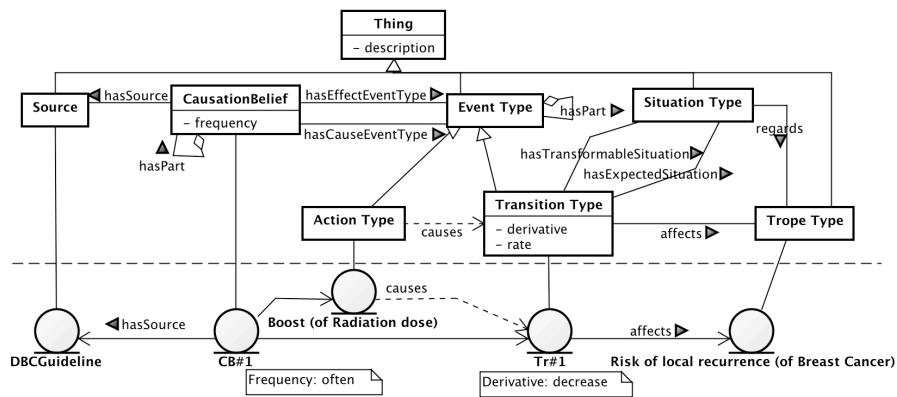 Thing
– description
Source
hasSource
CausationBelief
– frequency
hasPart
hasEffectEventType
hasCauseEventType
Event Type
hasPart
Situation Type
regards
hasTransformableSituation
hasExpectedSituation
Action Type
causes
Transition Type
– derivative
– rate
affects
Trope Type
causes
Boost (of Radiation dose)
hasSource
affects
DBCGuideline
CB#1
Tr#1
Risk of local recurrence (of Breast Cancer)
Frequency: often
Derivative: decrease